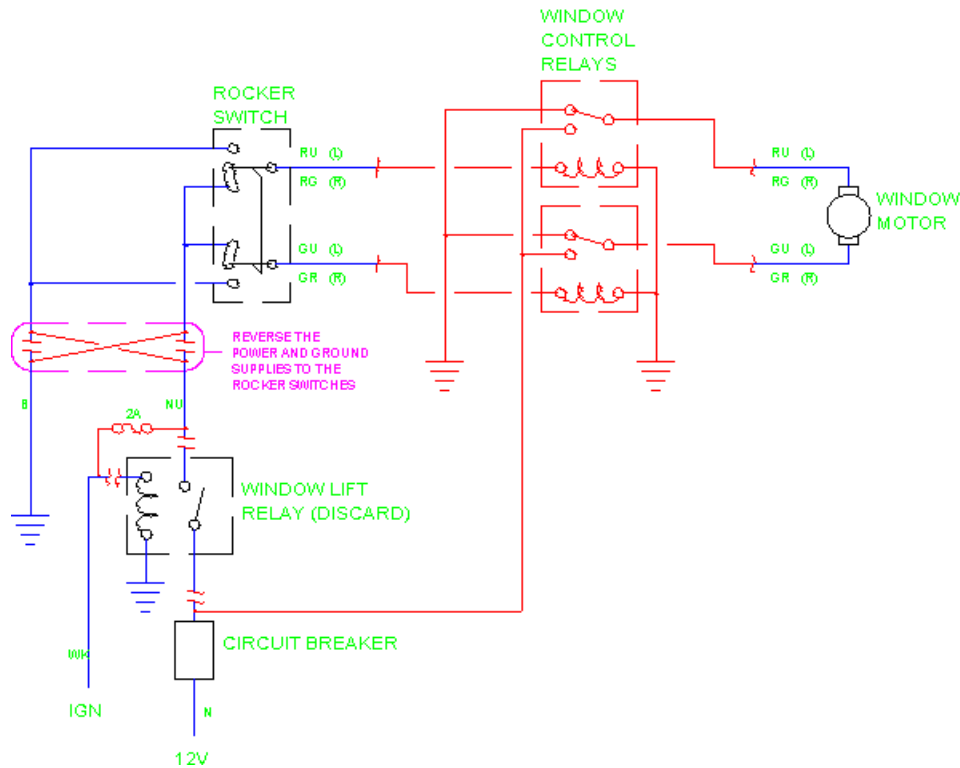 WINDOW
CONTROL
RELAYS
ROCKER
SWITCH
RU (L)
RG (R)
GU (L)
GR (R)
RU (L)
RG (R)
GU (L)
GR (R)
WINDOW
MOTOR
REVERSE THE
POWER AND GROUND
SUPPLIES TO THE
ROCKER SWITCHES
B
NU
2A
WINDOW LIFT
RELAY (DISCARD)
CIRCUIT BREAKER
WK
IGN
N
12V